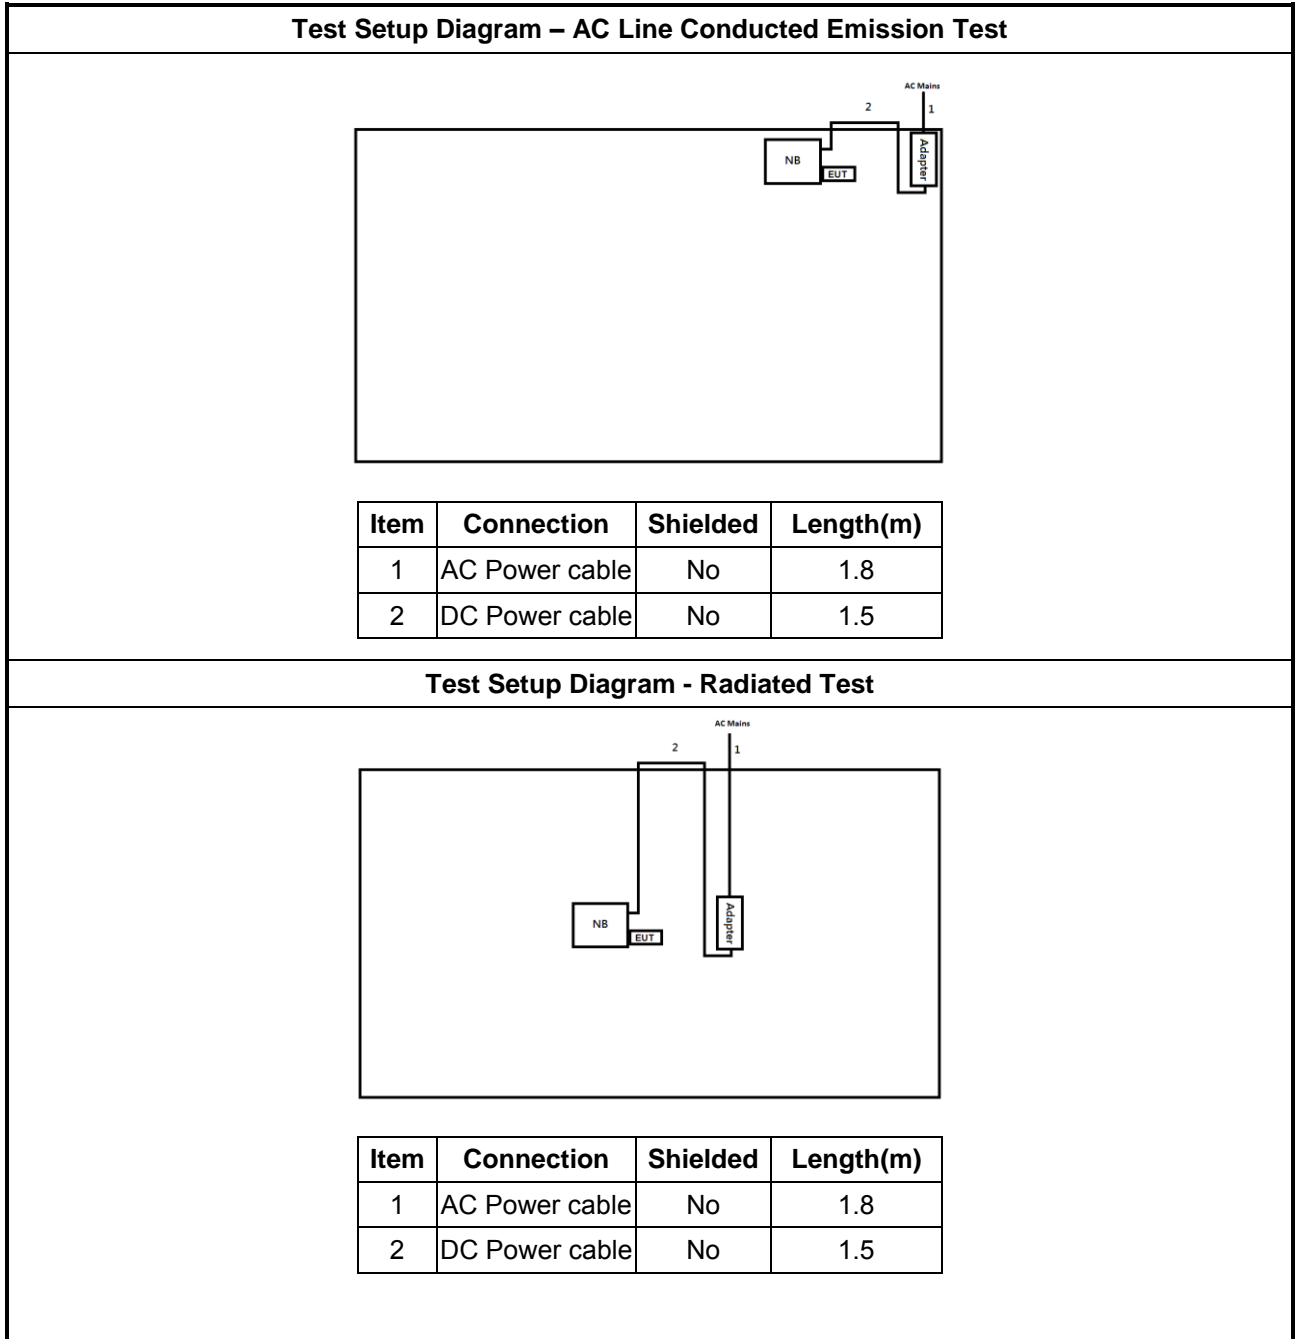 Test Setup Diagram – AC Line Conducted Emission Test
AC Mains
2
1
NB
EUT
Adapter
Item Connection Shielded Length(m)
1 AC Power cable No 1.8
2 DC Power cable No 1.5
Test Setup Diagram - Radiated Test
AC Mains
2
1
NB
EUT
Adapter
Item Connection Shielded Length(m)
1 AC Power cable No 1.8
2 DC Power cable No 1.5